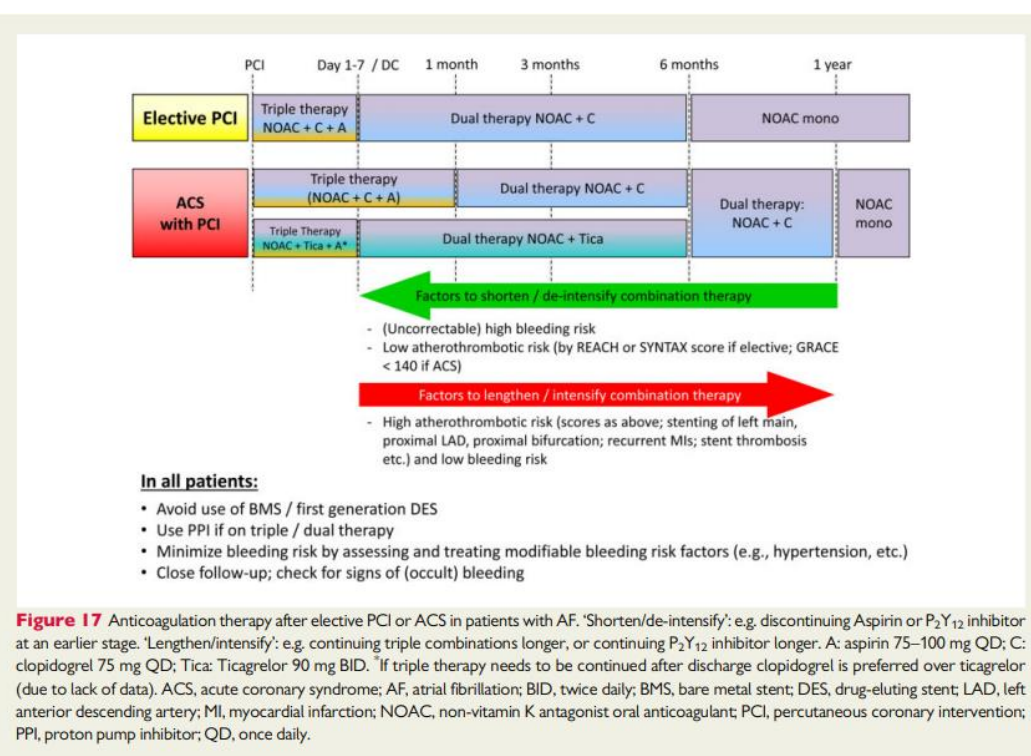 PCI Day 1-7 / DC 1 month 3 months 6 months 1 year
Elective PCI
Triple therapy
NOAC + C + A
Dual therapy NOAC + C
NOAC mono
ACS
with PCI
Triple therapy
(NOAC + C + A)
Dual therapy NOAC + C
Triple Therapy
NOAC + Tica + A*
Dual therapy NOAC + Tica
Dual therapy:
NOAC + C
NOAC
mono
Factors to shorten / de-intensify combination therapy
- (Uncorrectable) high bleeding risk
- Low atherothrombotic risk (by REACH or SYNTAX score if elective; GRACE
< 140 if ACS)
Factors to lengthen / intensify combination therapy
- High atherothrombotic risk (scores as above; stenting of left main,
proximal LAD, proximal bifurcation; recurrent MIs; stent thrombosis
etc.) and low bleeding risk
In all patients:
• Avoid use of BMS / first generation DES
• Use PPI if on triple / dual therapy
• Minimize bleeding risk by assessing and treating modifiable bleeding risk factors (e.g., hypertension, etc.)
• Close follow-up; check for signs of (occult) bleeding
Figure 17 Anticoagulation therapy after elective PCI or ACS in patients with AF. ‘Shorten/de-intensify’: e.g. discontinuing Aspirin or P₂Y₁₂ inhibitor
at an earlier stage. ‘Lengthen/intensify’: e.g. continuing triple combinations longer, or continuing P₂Y₁₂ inhibitor longer. A: aspirin 75–100 mg QD; C:
clopidogrel 75 mg QD; Tica: Ticagrelor 90 mg BID. *If triple therapy needs to be continued after discharge clopidogrel is preferred over ticagrelor
(due to lack of data). ACS, acute coronary syndrome; AF, atrial fibrillation; BID, twice daily; BMS, bare metal stent; DES, drug-eluting stent; LAD, left
anterior descending artery; MI, myocardial infarction; NOAC, non-vitamin K antagonist oral anticoagulant; PCI, percutaneous coronary intervention;
PPI, proton pump inhibitor; QD, once daily.